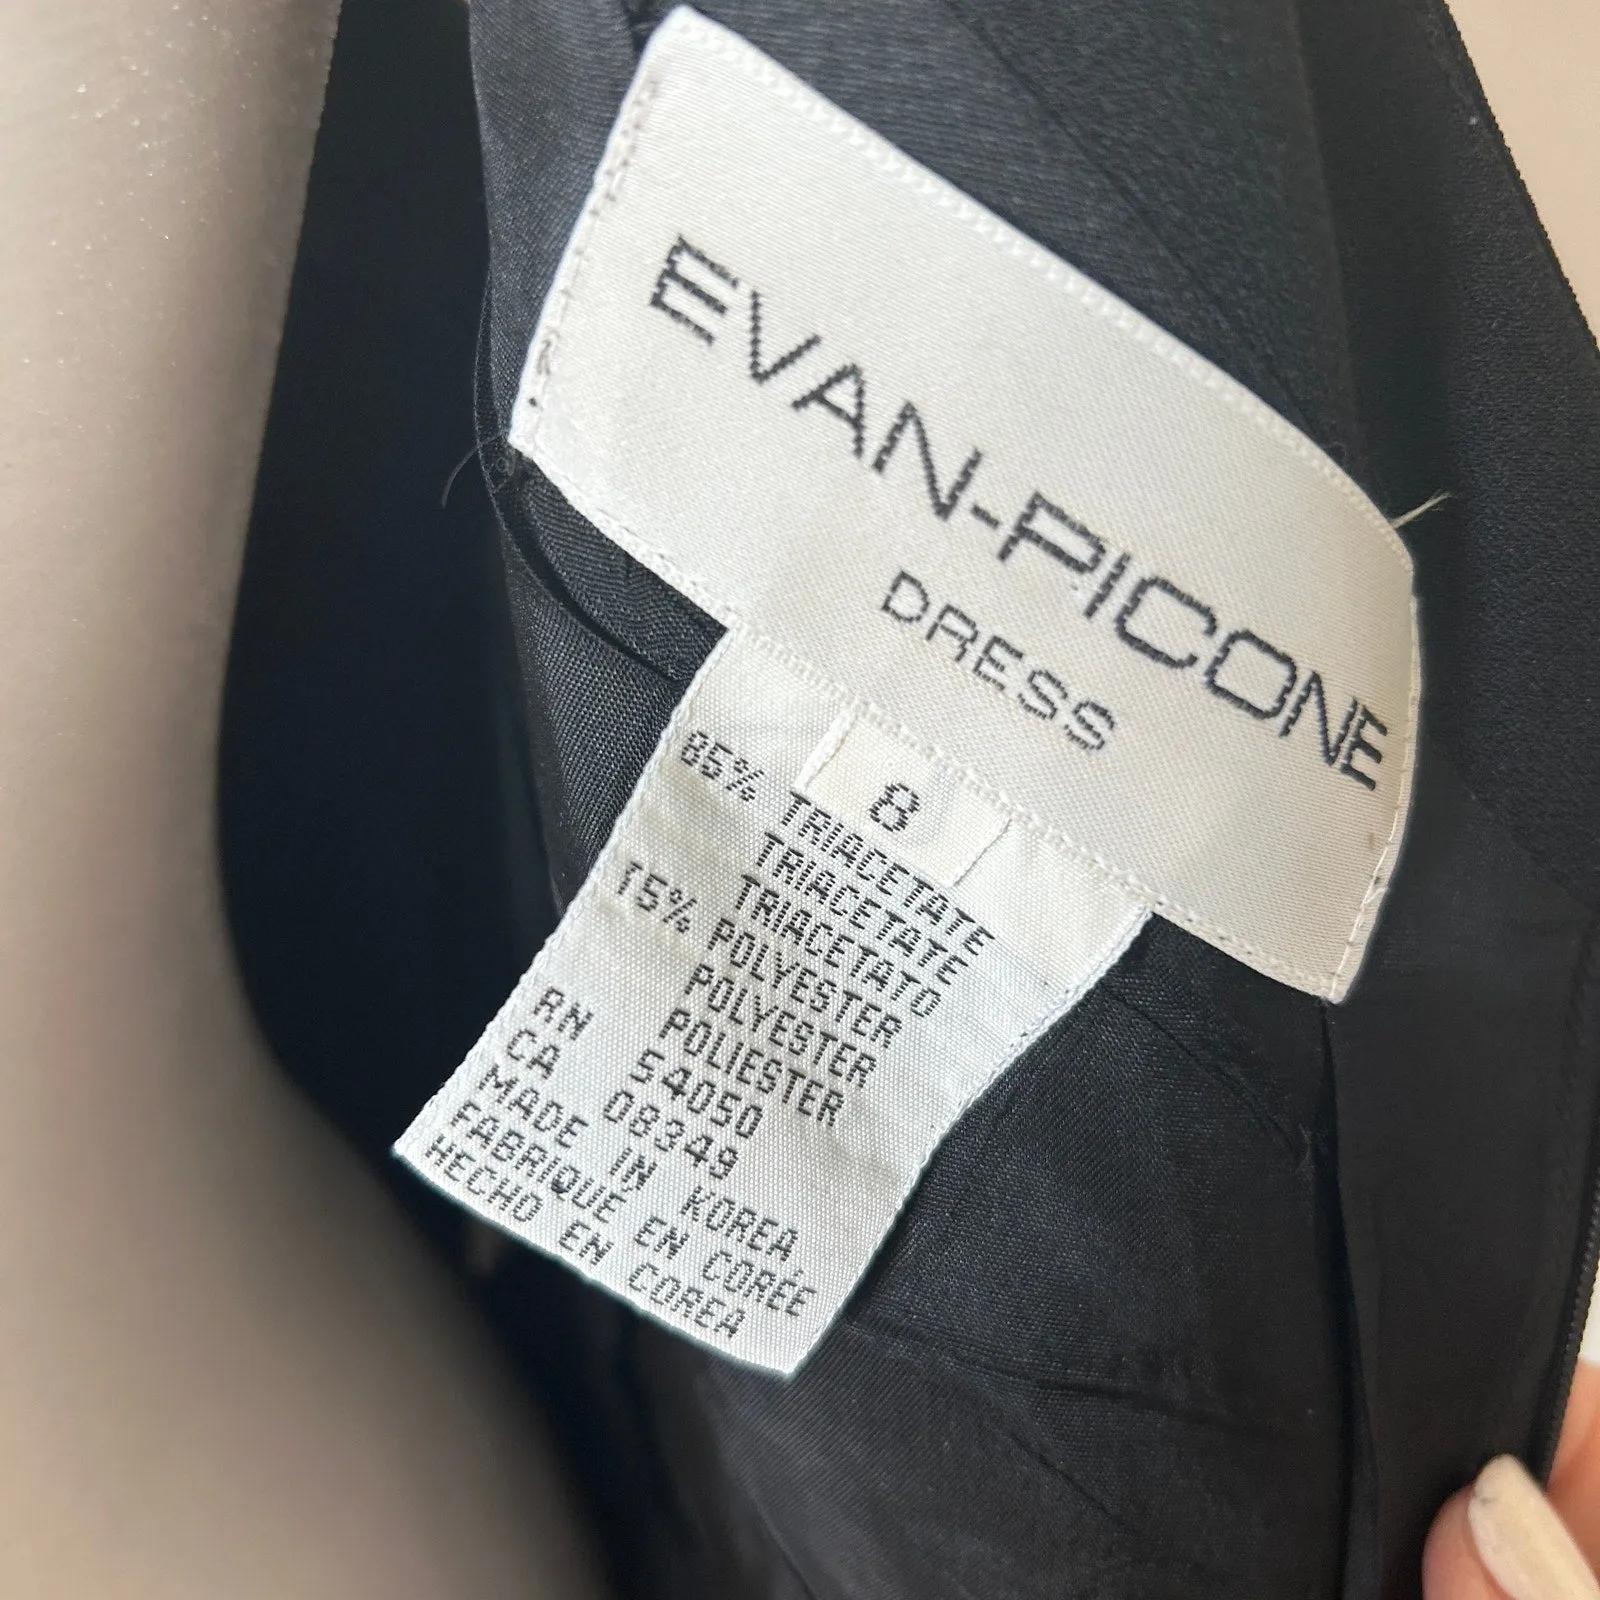 EVAN-PICONE
DRESS
8
85% TRIACETATE
TRIACETATE
TRIACETATO
15% POLYESTER
POLYESTER
POLIESTER
RN 54050
CA 08349
MADE IN KOREA,
FABRIQUE EN CORÉE
HECHO EN COREA